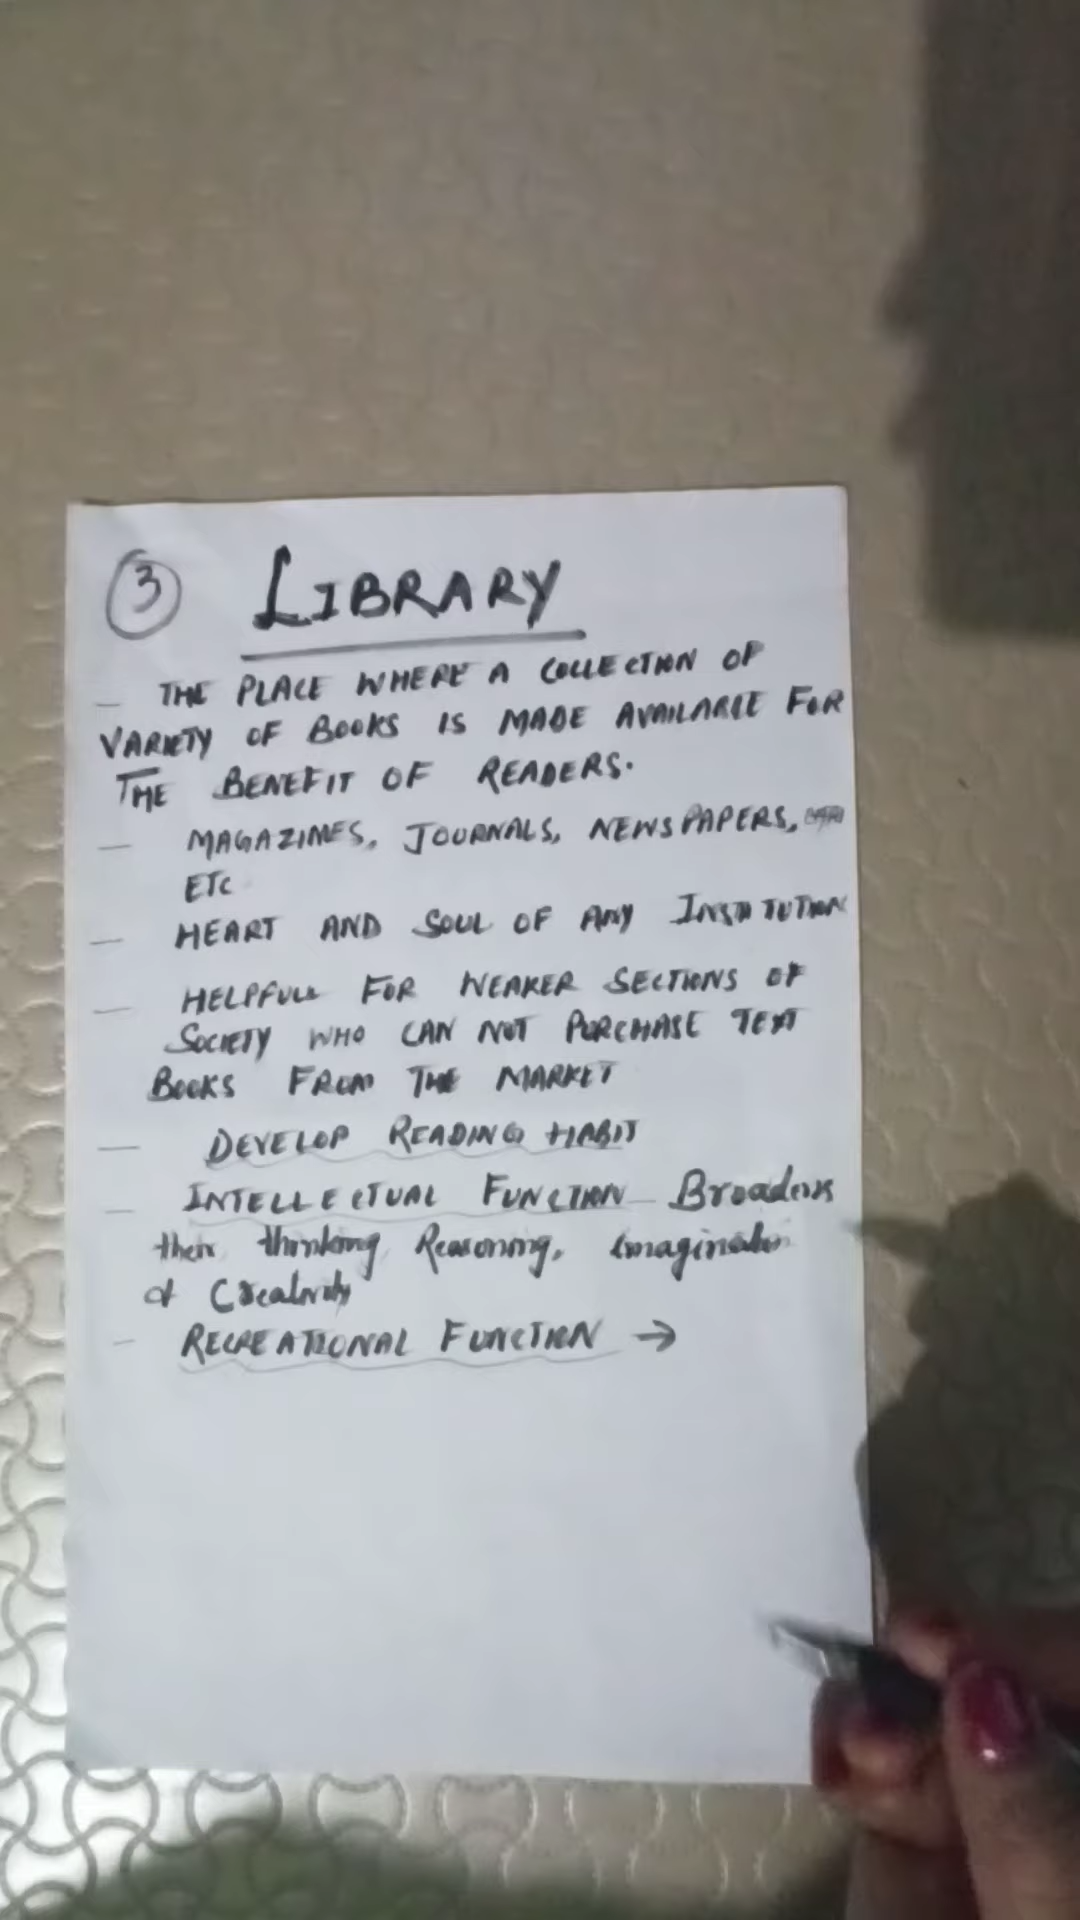 3 LIBRARY
- THE PLACE WHERE A COLLECTION OF
VARIETY OF BOOKS IS MADE AVAILABLE FOR
THE BENEFIT OF READERS.
- MAGAZINES, JOURNALS, NEWSPAPERS,
ETC
- HEART AND SOUL OF ANY INSTITUTION
- HELPFULL FOR WEAKER SECTIONS OF
SOCIETY WHO CAN NOT PURCHASE TEXT
BOOKS FROM THE MARKET
- DEVELOP READING HABIT
- INTELLECTUAL FUNCTION Broadens
their thinking Reasoning, imagination
& Creativity
- RECREATIONAL FUNCTION →